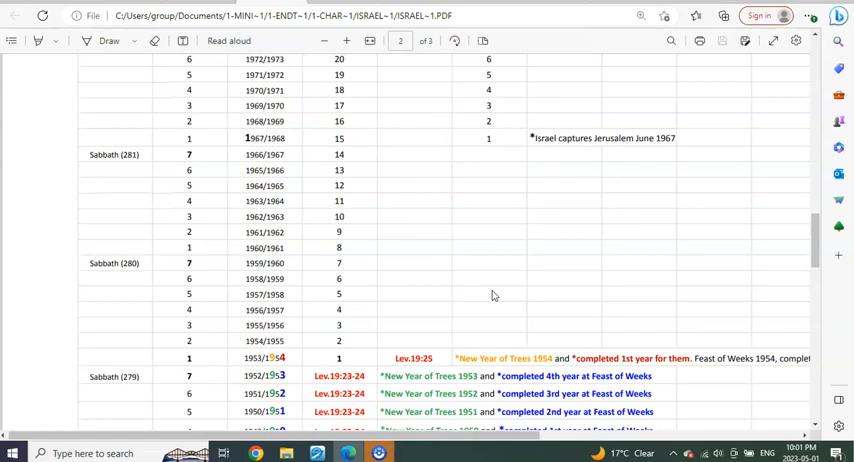 File C:/Users/group/Documents/1-MINI~1/1-ENDT~1/1-CHAR~1/ISRAEL~1/ISRAEL~1.PDF Sign in
Draw Read aloud 2 of 3
6 1972/1973 20 6
5 1971/1972 19 5
4 1970/1971 18 4
3 1969/1970 17 3
2 1968/1969 16 2
1 1967/1968 15 1 *Israel captures Jerusalem June 1967
Sabbath (281) 7 1966/1967 14
6 1965/1966 13
5 1964/1965 12
4 1963/1964 11
3 1962/1963 10
2 1961/1962 9
1 1960/1961 8
Sabbath (280) 7 1959/1960 7
6 1958/1959 6
5 1957/1958 5
4 1956/1957 4
3 1955/1956 3
2 1954/1955 2
1 1953/1954 1 Lev.19:25 *New Year of Trees 1954 and *completed 1st year for them. Feast of Weeks 1954, complet
Sabbath (279) 7 1952/1953 Lev.19:23-24 *New Year of Trees 1953 and *completed 4th year at Feast of Weeks
6 1951/1952 Lev.19:23-24 *New Year of Trees 1952 and *completed 3rd year at Feast of Weeks
5 1950/1951 Lev.19:23-24 *New Year of Trees 1951 and *completed 2nd year at Feast of Weeks
Type here to search 17°C Clear ENG 10:01 PM
2023-05-01